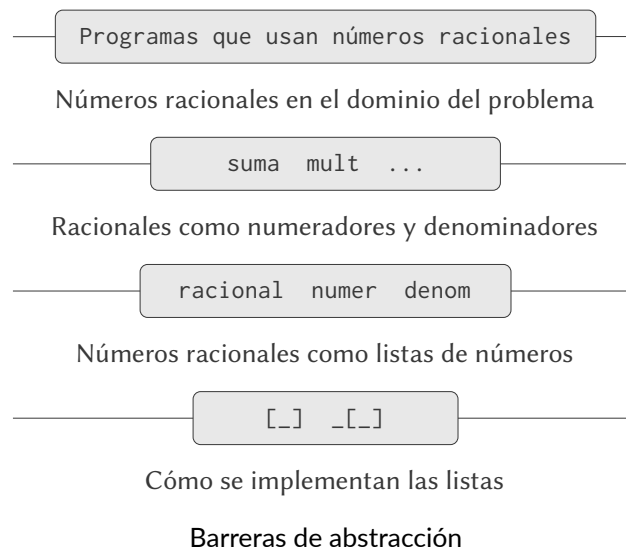 Programas que usan números racionales
Números racionales en el dominio del problema
suma mult ...
Racionales como numeradores y denominadores
racional numer denom
Números racionales como listas de números
[_] _[_]
Cómo se implementan las listas
Barreras de abstracción